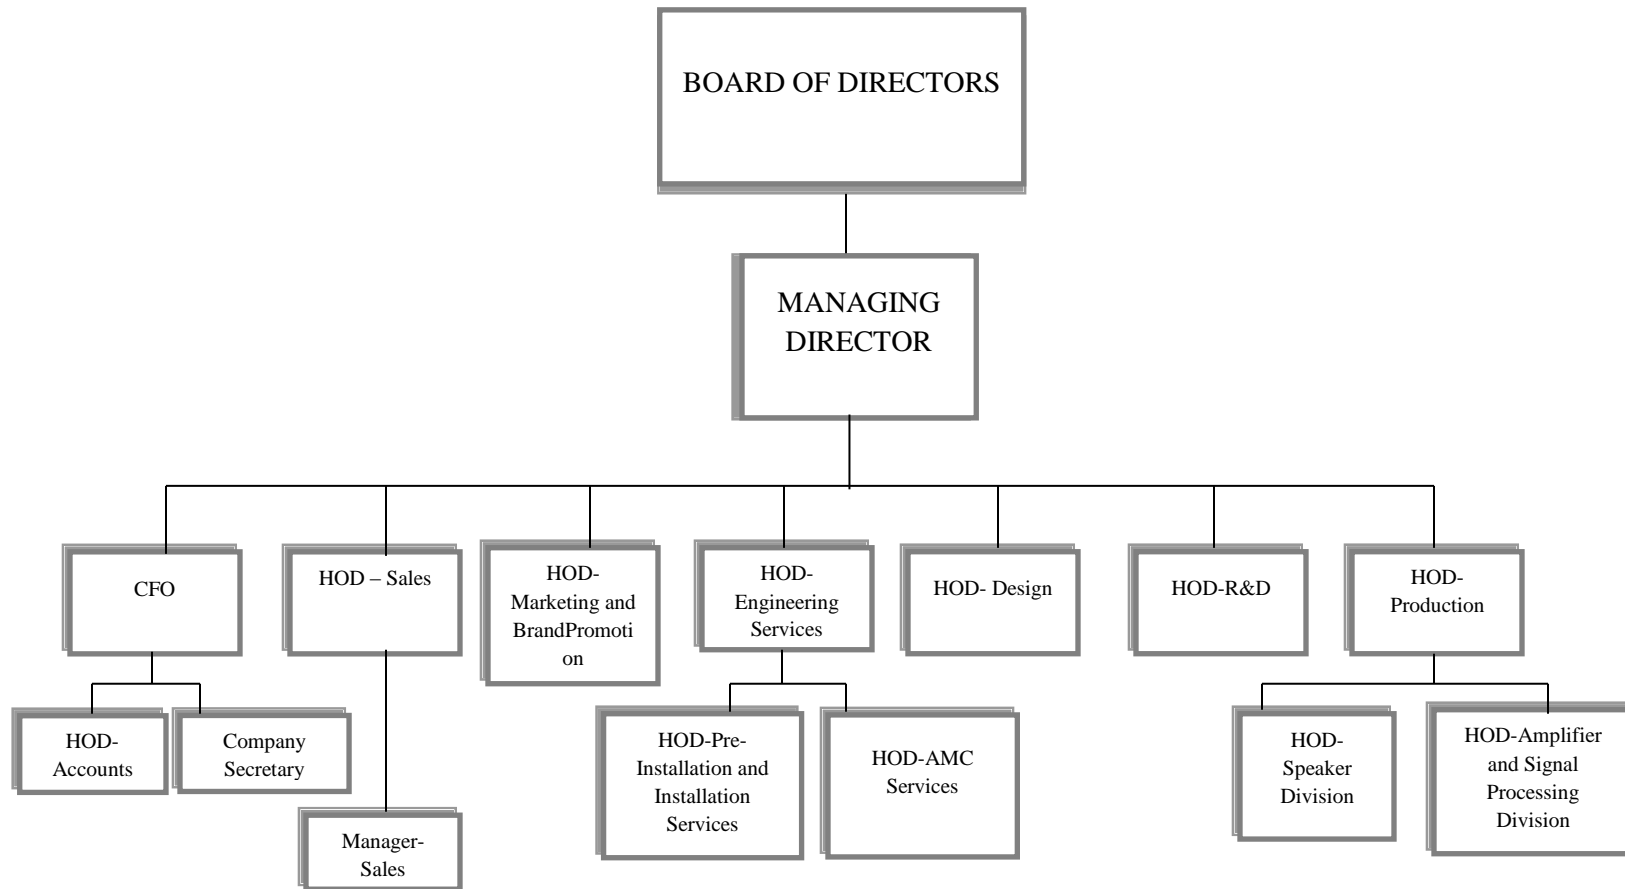 BOARD OF DIRECTORS
MANAGING
DIRECTOR
CFO
HOD – Sales
HOD-
Marketing and
BrandPromoti
on
HOD-
Engineering
Services
HOD- Design
HOD-R&D
HOD-
Production
HOD-
Accounts
Company
Secretary
Manager-
Sales
HOD-Pre-
Installation and
Installation
Services
HOD-AMC
Services
HOD-
Speaker
Division
HOD-Amplifier
and Signal
Processing
Division